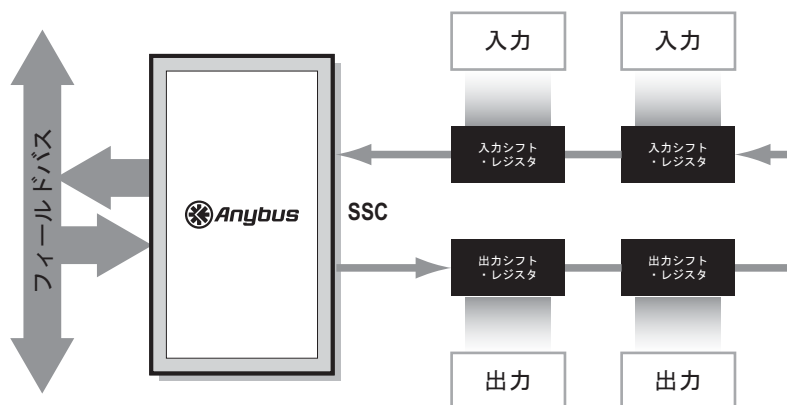 入力
入力
入力シフト
・レジスタ
入力シフト
・レジスタ
フィールドバス
Anybus
SSC
出力シフト
・レジスタ
出力シフト
・レジスタ
出力
出力